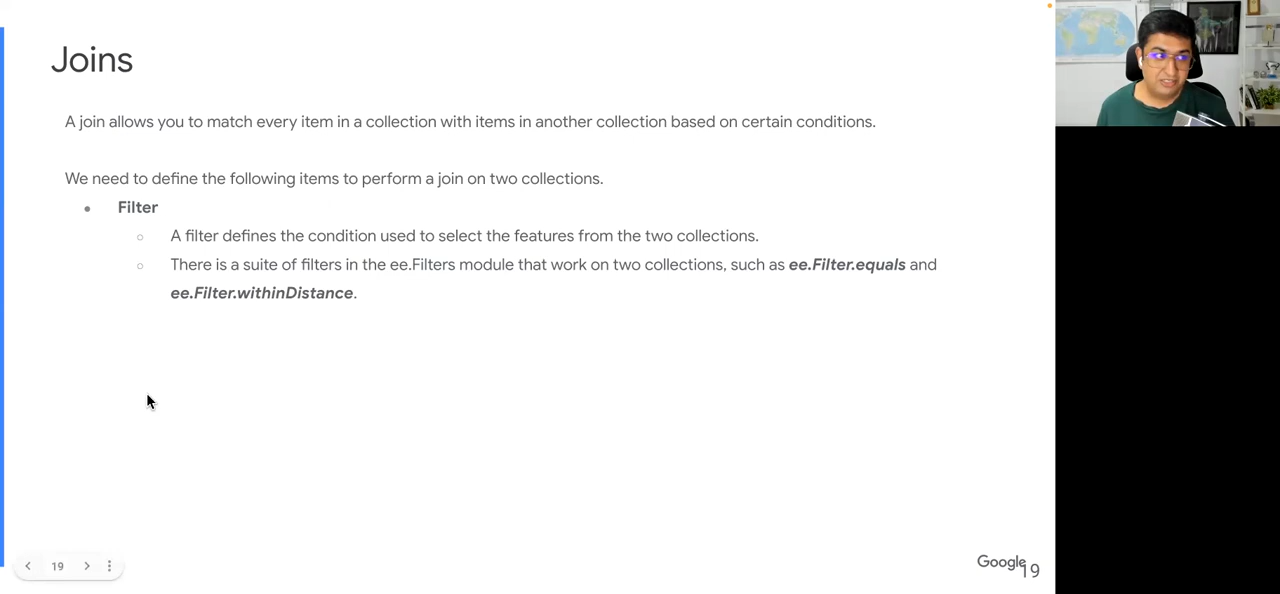 Joins
A join allows you to match every item in a collection with items in another collection based on certain conditions.
We need to define the following items to perform a join on two collections.
● Filter
○ A filter defines the condition used to select the features from the two collections.
○ There is a suite of filters in the ee.Filters module that work on two collections, such as ee.Filter.equals and
ee.Filter.withinDistance.
19
Google
19